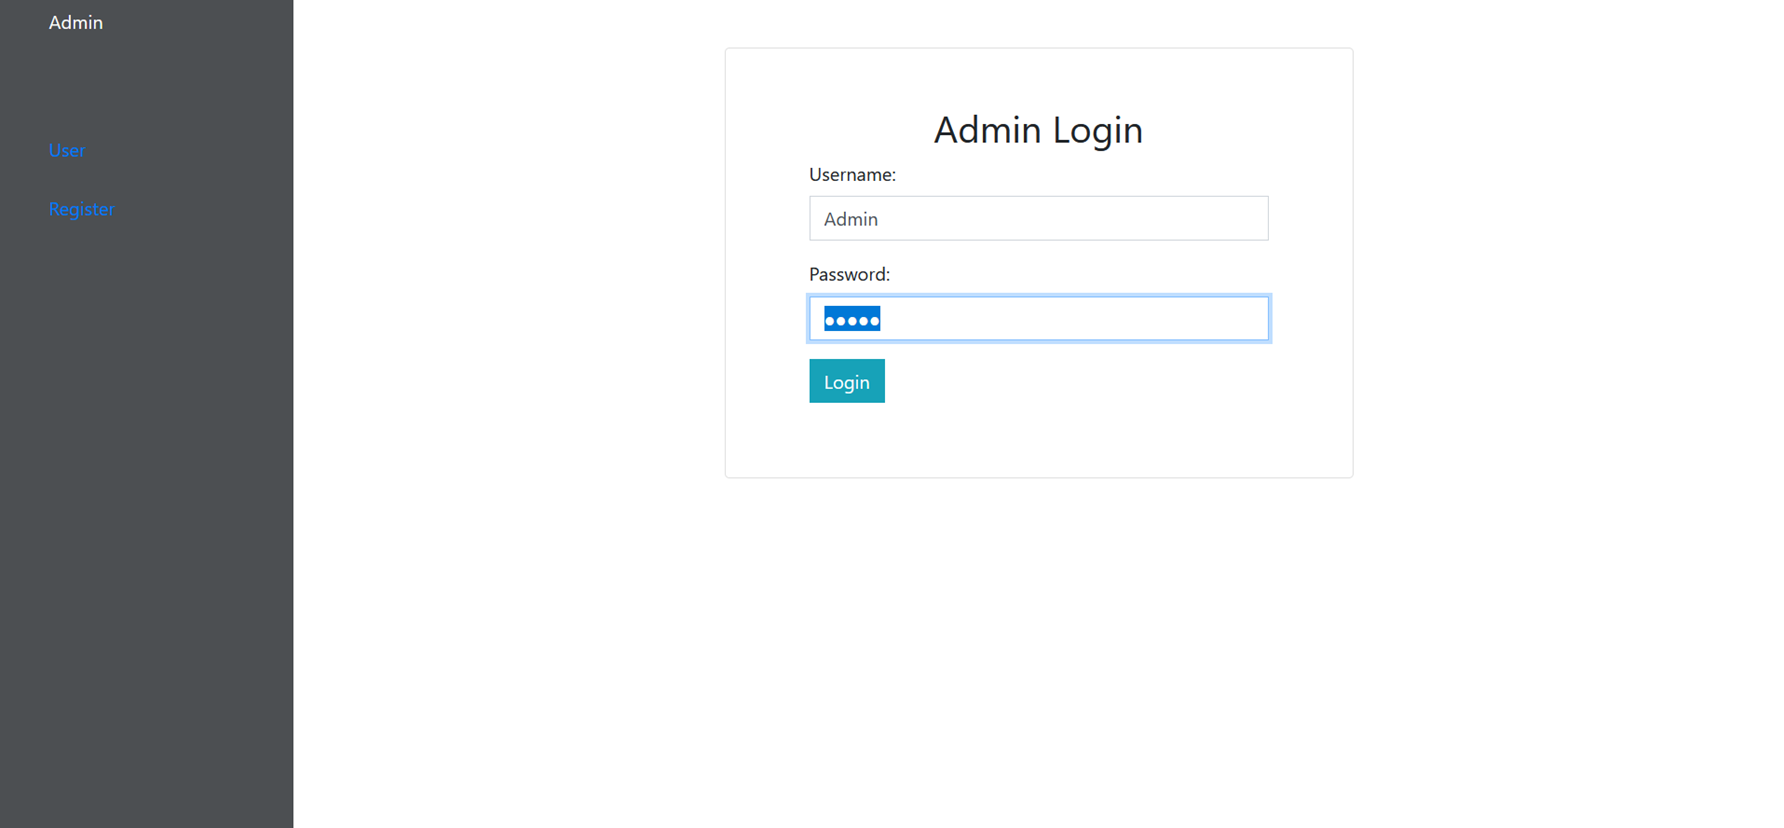 Admin
User
Register
Admin Login
Username:
Admin
Password:
•••••
Login